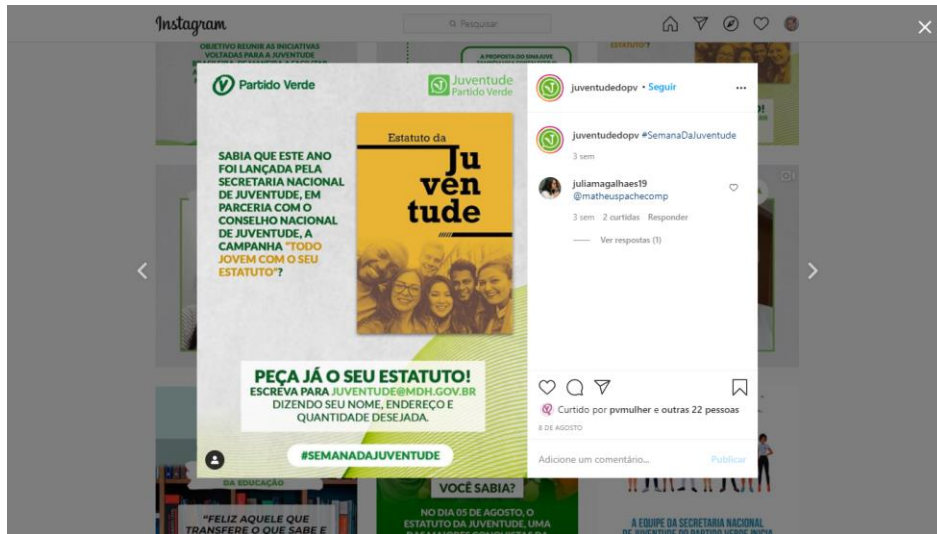 Instagram
Pesquisar
OBJETIVO REUNIR AS INICIATIVAS
VOLTADAS PARA A JUVENTUDE
A PROPOSTA DO SINAJUVE
ESTATUTO"?
Partido Verde
Juventude
Partido Verde
SABIA QUE ESTE ANO
FOI LANÇADA PELA
SECRETARIA NACIONAL
DE JUVENTUDE, EM
PARCERIA COM O
CONSELHO NACIONAL
DE JUVENTUDE, A
CAMPANHA "TODO
JOVEM COM O SEU
ESTATUTO"?
Estatuto da
Ju
ven
tude
PEÇA JÁ O SEU ESTATUTO!
ESCREVA PARA JUVENTUDE@MDH.GOV.BR
DIZENDO SEU NOME, ENDEREÇO E
QUANTIDADE DESEJADA.
#SEMANADAJUVENTUDE
juventudedopv • Seguir
juventudedopv #SemanaDaJuventude
3 sem
juliamagalhaes19
@matheuspachecomp
3 sem 2 curtidas Responder
Ver respostas (1)
Curtido por pvmulher e outras 22 pessoas
8 DE AGOSTO
Adicione um comentário...
Publicar
DA EDUCAÇÃO
"FELIZ AQUELE QUE
TRANSFERE O QUE SABE E
VOCÊ SABIA?
NO DIA 05 DE AGOSTO, O
ESTATUTO DA JUVENTUDE, UMA
A EQUIPE DA SECRETARIA NACIONAL
DE JUVENTUDE DO PARTIDO VERDE INICIA